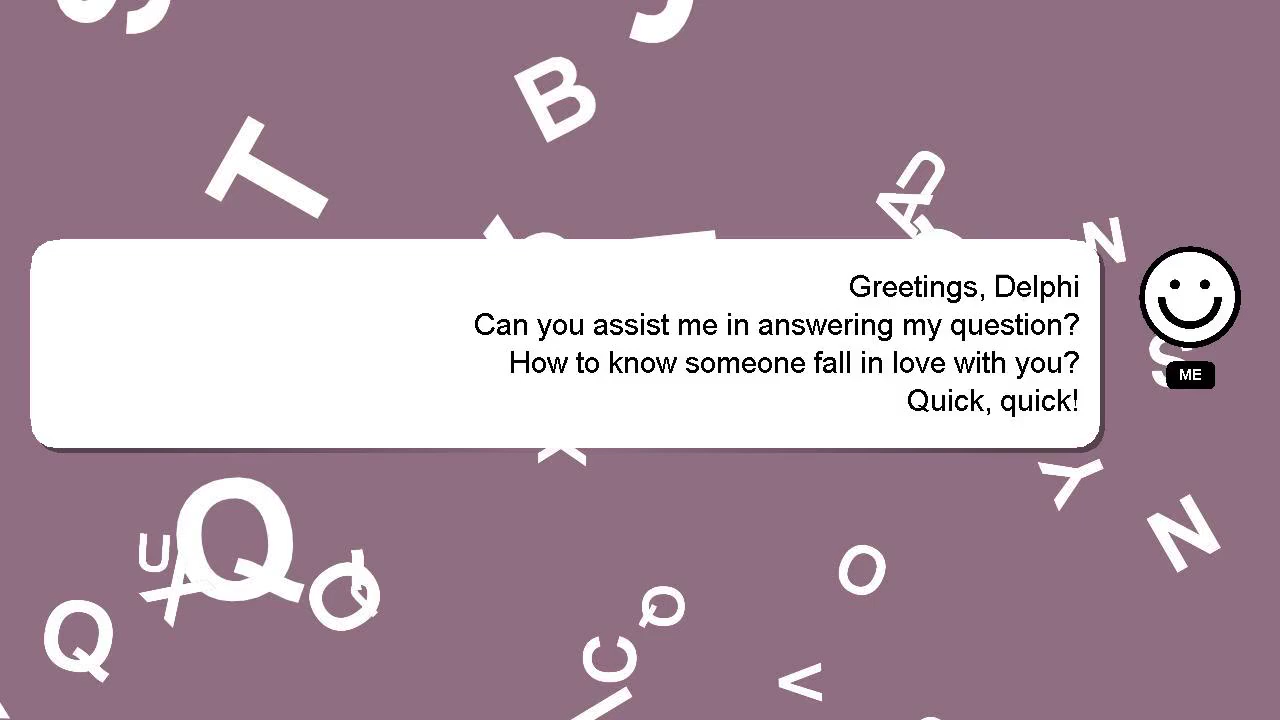 Greetings, Delphi
Can you assist me in answering my question?
How to know someone fall in love with you?
Quick, quick!
ME
T
B
U
A
N
S
Y
N
Q
U
Q
Q
O
Q
C
V
X